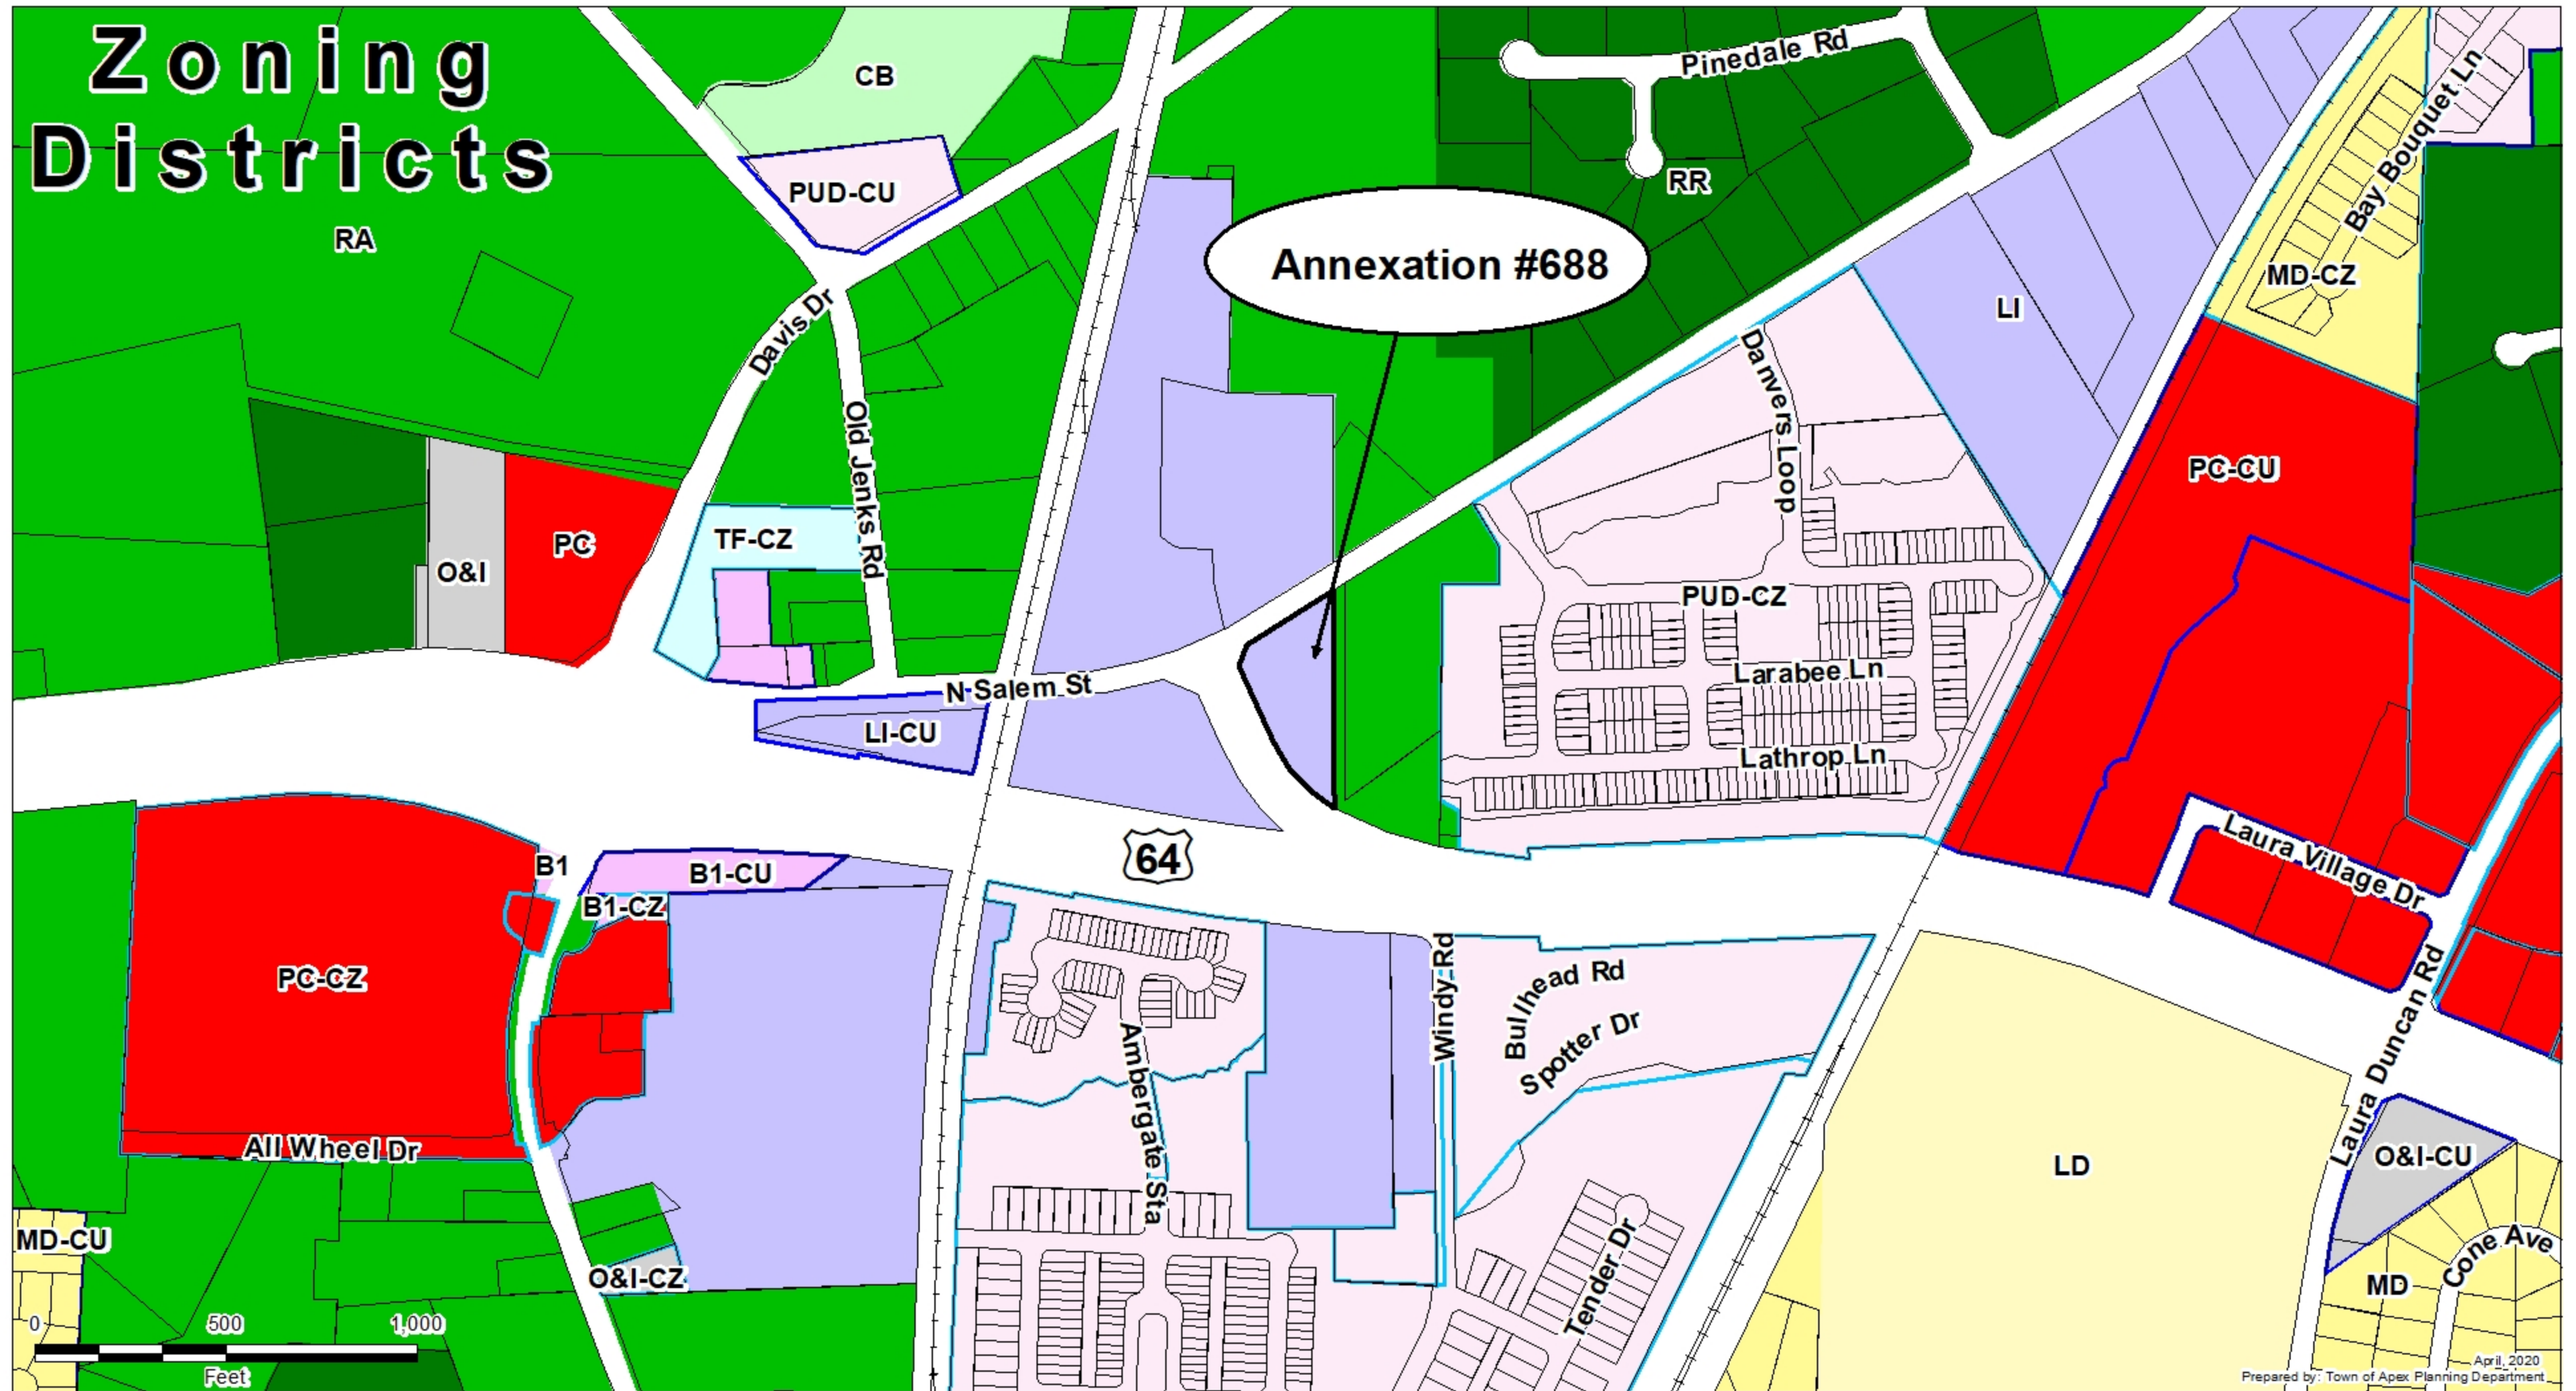 Zoning
Districts
CB
Pinedale Rd
Bay Bouquet Ln
PUD-CU
RR
RA
Annexation #688
MD-CZ
LI
Davis Dr
Danvers Loop
Old Jenks Rd
PC-CU
TF-CZ
PC
O&I
PUD-CZ
Larabee Ln
N Salem St
LI-CU
Lathrop Ln
Laura Village Dr
64
B1
B1-CU
B1-CZ
PC-CZ
Windy Rd
Bullhead Rd
Spotter Dr
Ambergate Sta
Laura Duncan Rd
All Wheel Dr
O&I-CU
LD
MD-CU
Cone Ave
O&I-CZ
MD
Tender Dr
0 500 1,000
Feet
April, 2020
Prepared by: Town of Apex Planning Department